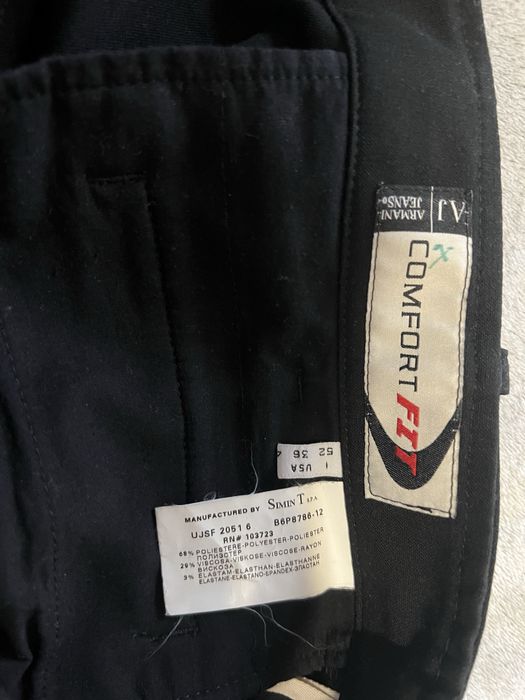 AJ | ARMANI
JEANS®
x
COMFORT FIT
I USA
52 36
MANUFACTURED BY SIMINT S.P.A
UJSF 2051 6 B6P8786-12
RN# 103723
68% POLIESTERE-POLYESTER-POLIESTER
ПОЛИЭСТЕР
29% VISCOSA-VISKOSE-VISCOSE-RAYON
ВИСКОЗА
3% ELASTAM-ELASTHAN-ELASTHANNE
ELASTANE-ELASTANO-SPANDEX-ЭЛАСТАН